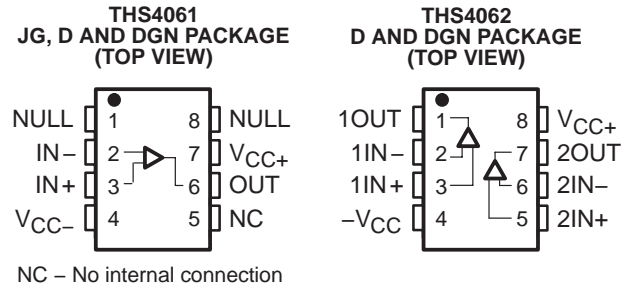 THS4061
JG, D AND DGN PACKAGE
(TOP VIEW)
NULL 1 8 NULL
IN− 2 7 VCC+
IN+ 3 6 OUT
VCC− 4 5 NC
NC − No internal connection
THS4062
D AND DGN PACKAGE
(TOP VIEW)
1OUT 1 8 VCC+
1IN− 2 7 2OUT
1IN+ 3 6 2IN−
−VCC 4 5 2IN+